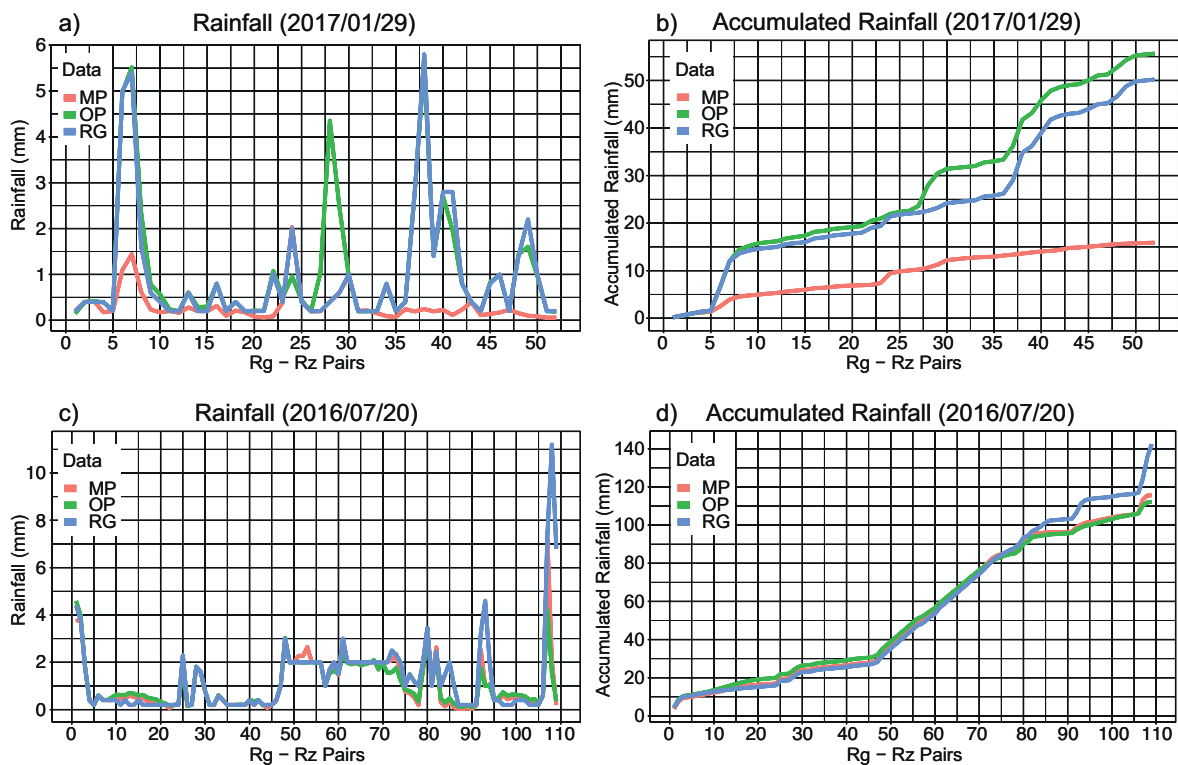 a) Rainfall (2017/01/29)
Rainfall (mm)
6
5
4
3
2
1
0
Data
MP
OP
RG
0 5 10 15 20 25 30 35 40 45 50
Rg − Rz Pairs
b) Accumulated Rainfall (2017/01/29)
Accumulated Rainfall (mm)
50
40
30
20
10
0
Data
MP
OP
RG
0 5 10 15 20 25 30 35 40 45 50
Rg − Rz Pairs
c) Rainfall (2016/07/20)
Rainfall (mm)
10
8
6
4
2
0
Data
MP
OP
RG
0 10 20 30 40 50 60 70 80 90 100 110
Rg − Rz Pairs
d) Accumulated Rainfall (2016/07/20)
Accumulated Rainfall (mm)
140
120
100
80
60
40
20
0
Data
MP
OP
RG
0 10 20 30 40 50 60 70 80 90 100 110
Rg − Rz Pairs